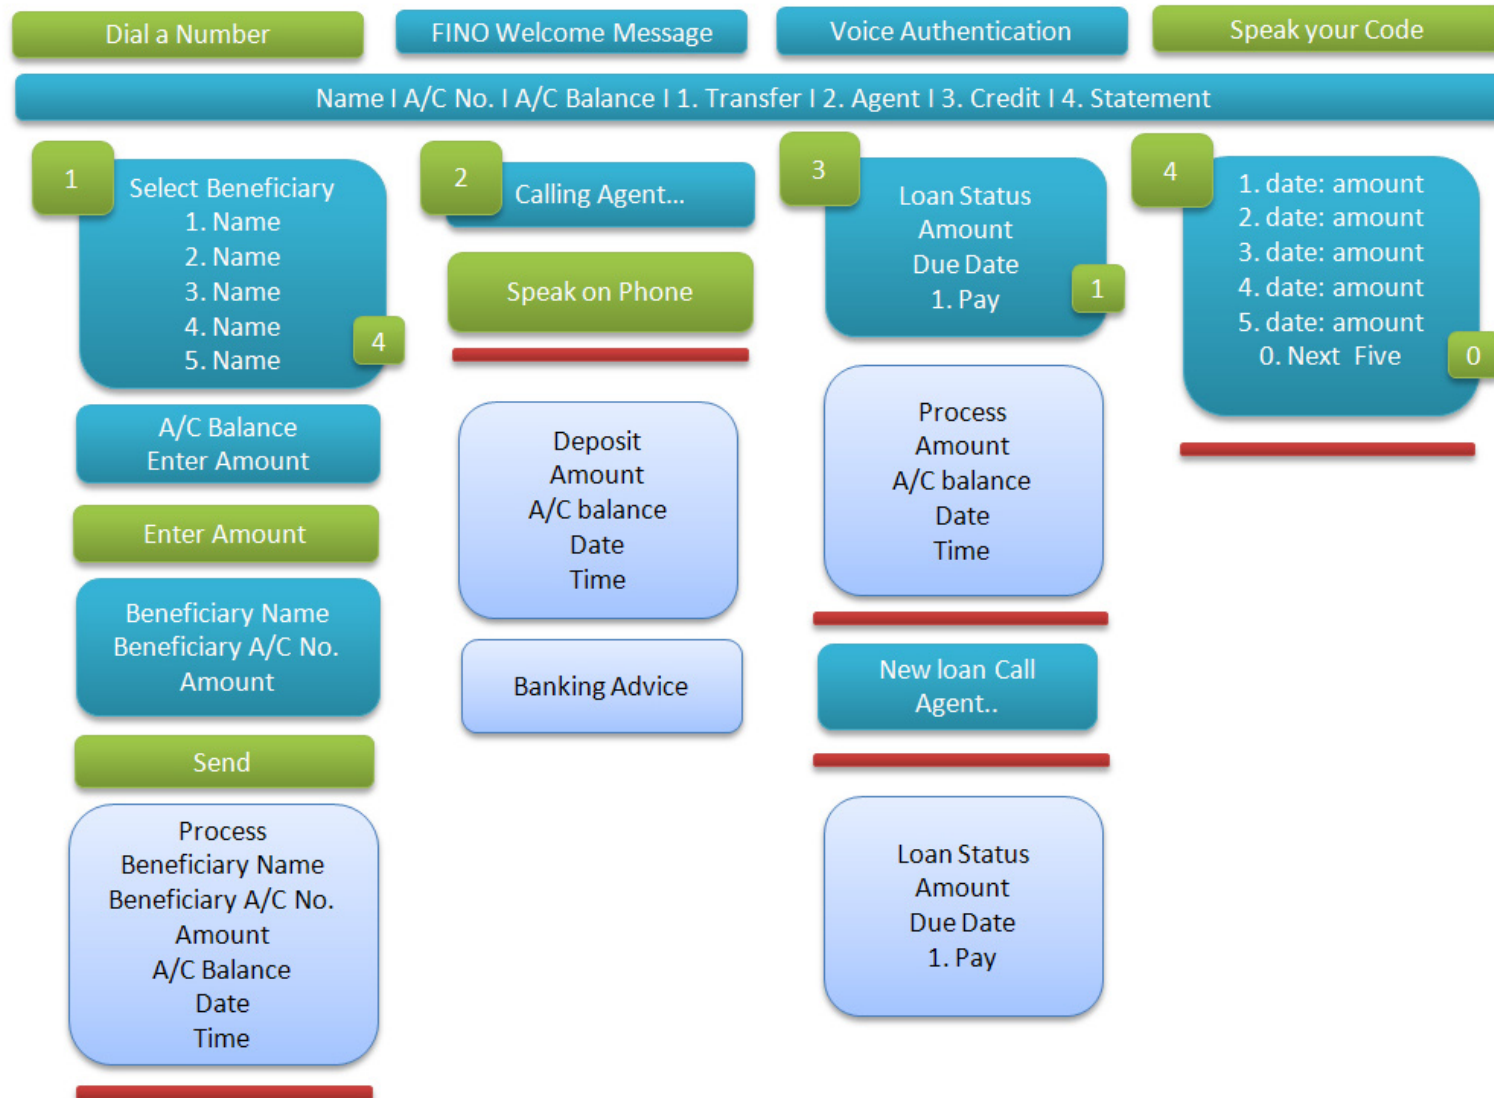 Dial a Number
FINO Welcome Message
Voice Authentication
Speak your Code
Name I A/C No. I A/C Balance I 1. Transfer I 2. Agent I 3. Credit I 4. Statement
1
Select Beneficiary
1. Name
2. Name
3. Name
4. Name
5. Name
4
A/C Balance
Enter Amount
Enter Amount
Beneficiary Name
Beneficiary A/C No.
Amount
Send
Process
Beneficiary Name
Beneficiary A/C No.
Amount
A/C Balance
Date
Time
2
Calling Agent...
Speak on Phone
Deposit
Amount
A/C balance
Date
Time
Banking Advice
3
Loan Status
Amount
Due Date
1. Pay
1
Process
Amount
A/C balance
Date
Time
New loan Call
Agent..
Loan Status
Amount
Due Date
1. Pay
4
1. date: amount
2. date: amount
3. date: amount
4. date: amount
5. date: amount
0. Next Five
0